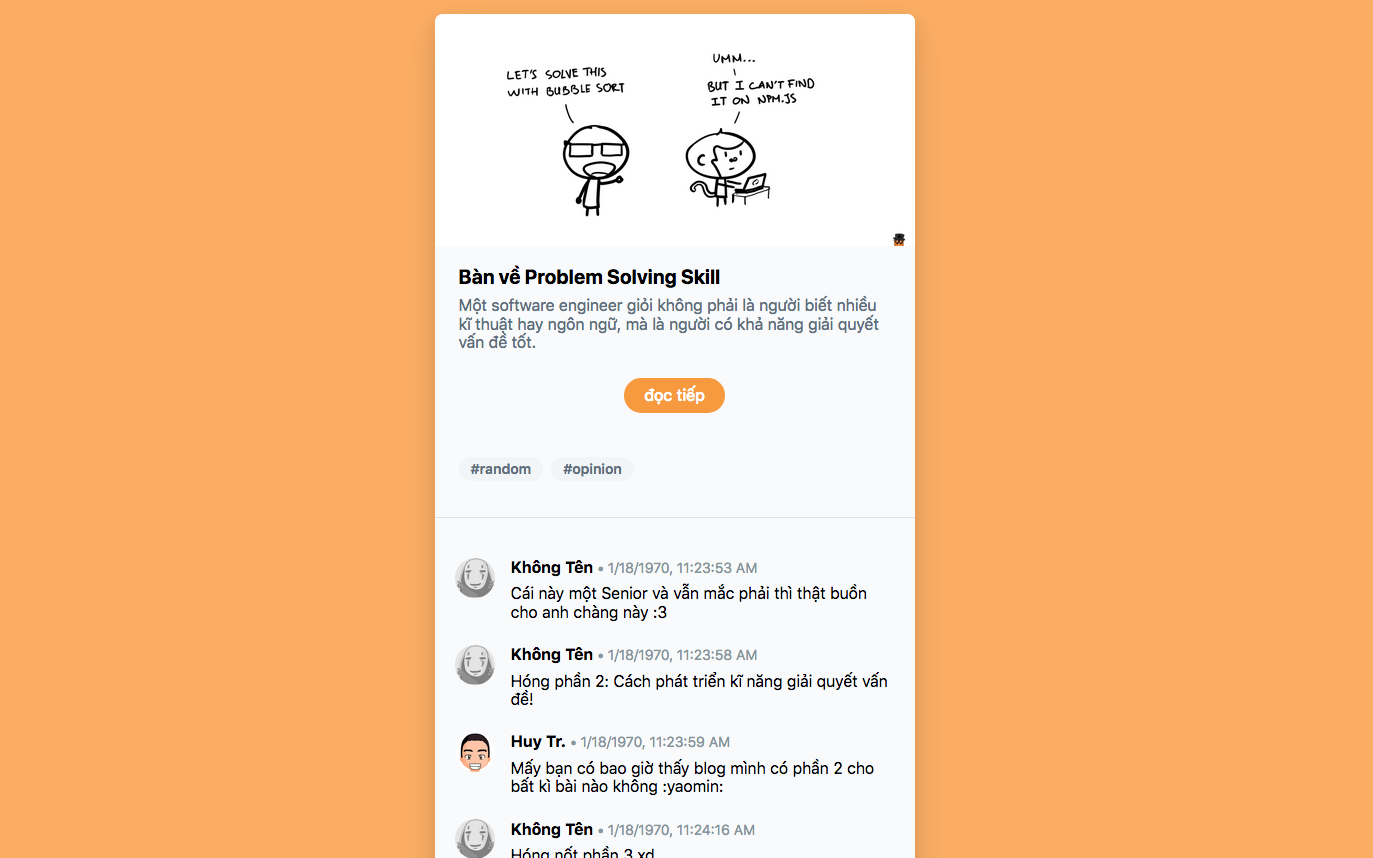 LET'S SOLVE THIS
WITH BUBBLE SORT
UMM...
BUT I CAN'T FIND
IT ON NPM.JS
Bàn về Problem Solving Skill
Một software engineer giỏi không phải là người biết nhiều
kĩ thuật hay ngôn ngữ, mà là người có khả năng giải quyết
vấn đề tốt.
đọc tiếp
#random #opinion
Không Tên • 1/18/1970, 11:23:53 AM
Cái này một Senior và vẫn mắc phải thì thật buồn
cho anh chàng này :3
Không Tên • 1/18/1970, 11:23:58 AM
Hóng phần 2: Cách phát triển kĩ năng giải quyết vấn
đề!
Huy Tr. • 1/18/1970, 11:23:59 AM
Mấy bạn có bao giờ thấy blog mình có phần 2 cho
bất kì bài nào không :yaomin:
Không Tên • 1/18/1970, 11:24:16 AM
Hóng nốt phần 3 xd